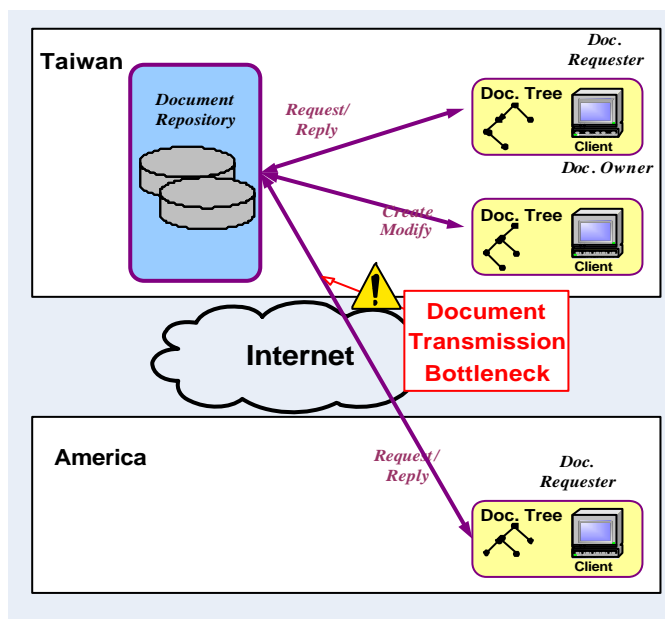 Taiwan
Document
Repository
Request/
Reply
Doc.
Requester
Doc. Tree
Client
Doc. Owner
Create
Modify
Doc. Tree
Client
Document
Transmission
Bottleneck
Internet
America
Request/
Reply
Doc.
Requester
Doc. Tree
Client